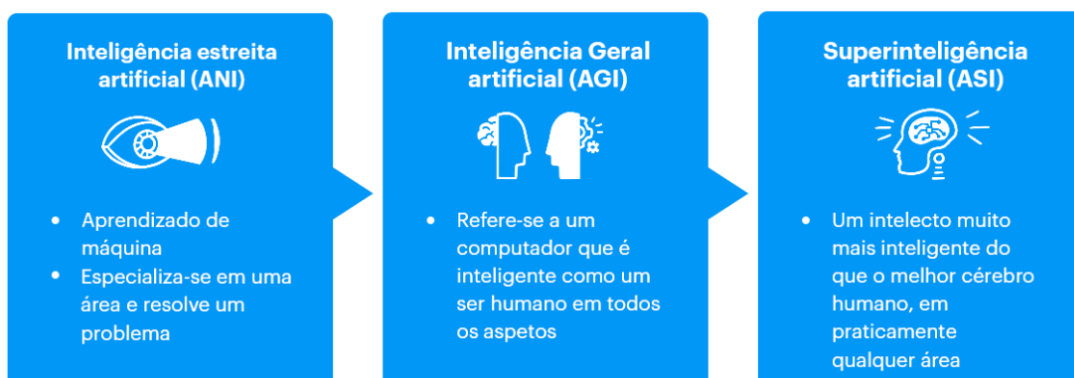 Inteligência estreita
artificial (ANI)
• Aprendizado de
máquina
• Especializa-se em uma
área e resolve um
problema
Inteligência Geral
artificial (AGI)
• Refere-se a um
computador que é
inteligente como um
ser humano em todos
os aspetos
Superinteligência
artificial (ASI)
• Um intelecto muito
mais inteligente do
que o melhor cérebro
humano, em
praticamente
qualquer área